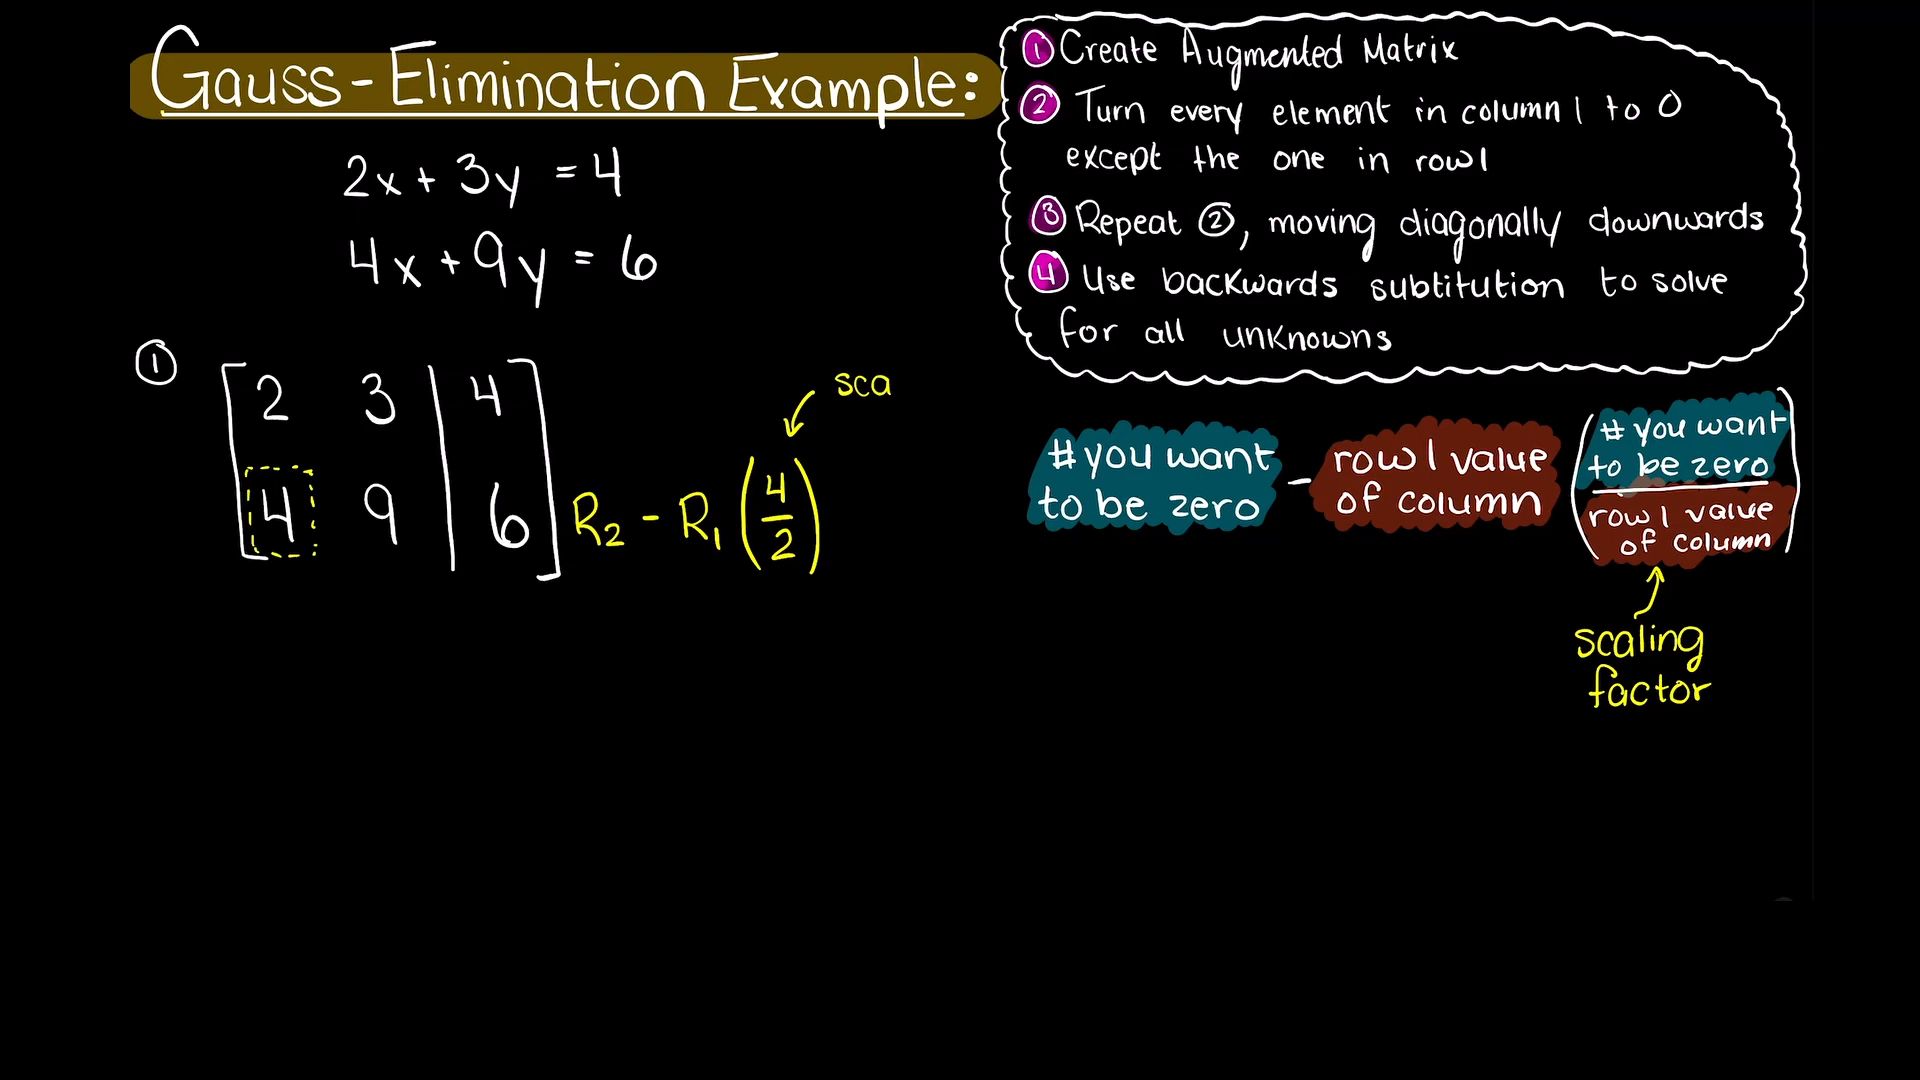 Gauss-Elimination Example:
2x + 3y = 4
4x + 9y = 6
① Create Augmented Matrix
② Turn every element in column 1 to 0
except the one in row 1
③ Repeat ②, moving diagonally downwards
④ Use backwards subtitution to solve
for all unknowns
①
2 3 | 4
4 9 | 6 R₂ - R₁ (4/2)
sca
#you want
to be zero
-
row 1 value
of column
# you want
to be zero
row 1 value
of column
scaling
factor